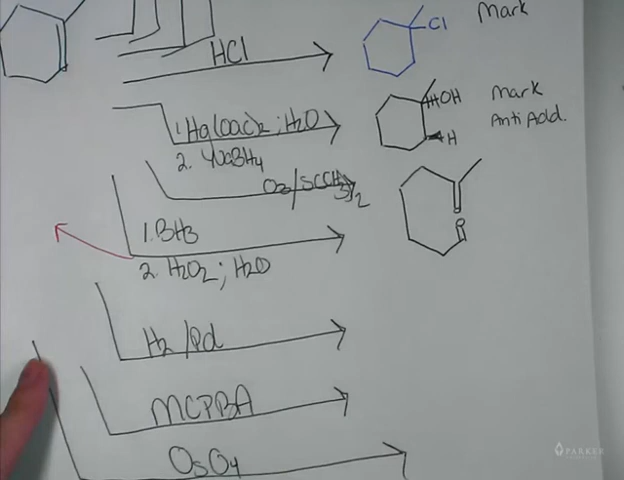 Mark
Cl
HCl
OH
Mark
Anti Add.
1. Hg(OAc)2 ; H2O
2. NaBH4
H
O3/S(CH3)2
1. BH3
2. H2O2 ; H2O
H2/Pd
MCPBA
OsO4
PARKER